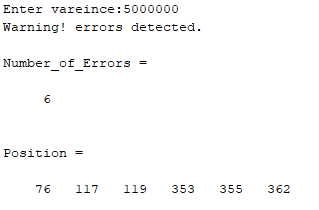 Enter vareince:5000000
Warning! errors detected.
Number_of_Errors =
6
Position =
76 117 119 353 355 362